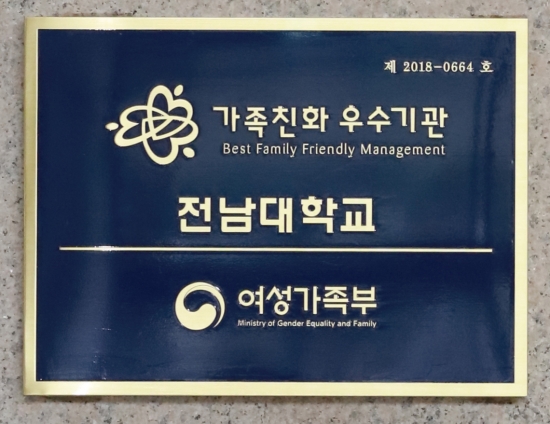 제 2018-0664 호
가족친화 우수기관
Best Family Friendly Management
전남대학교
여성가족부
Ministry of Gender Equality and Family